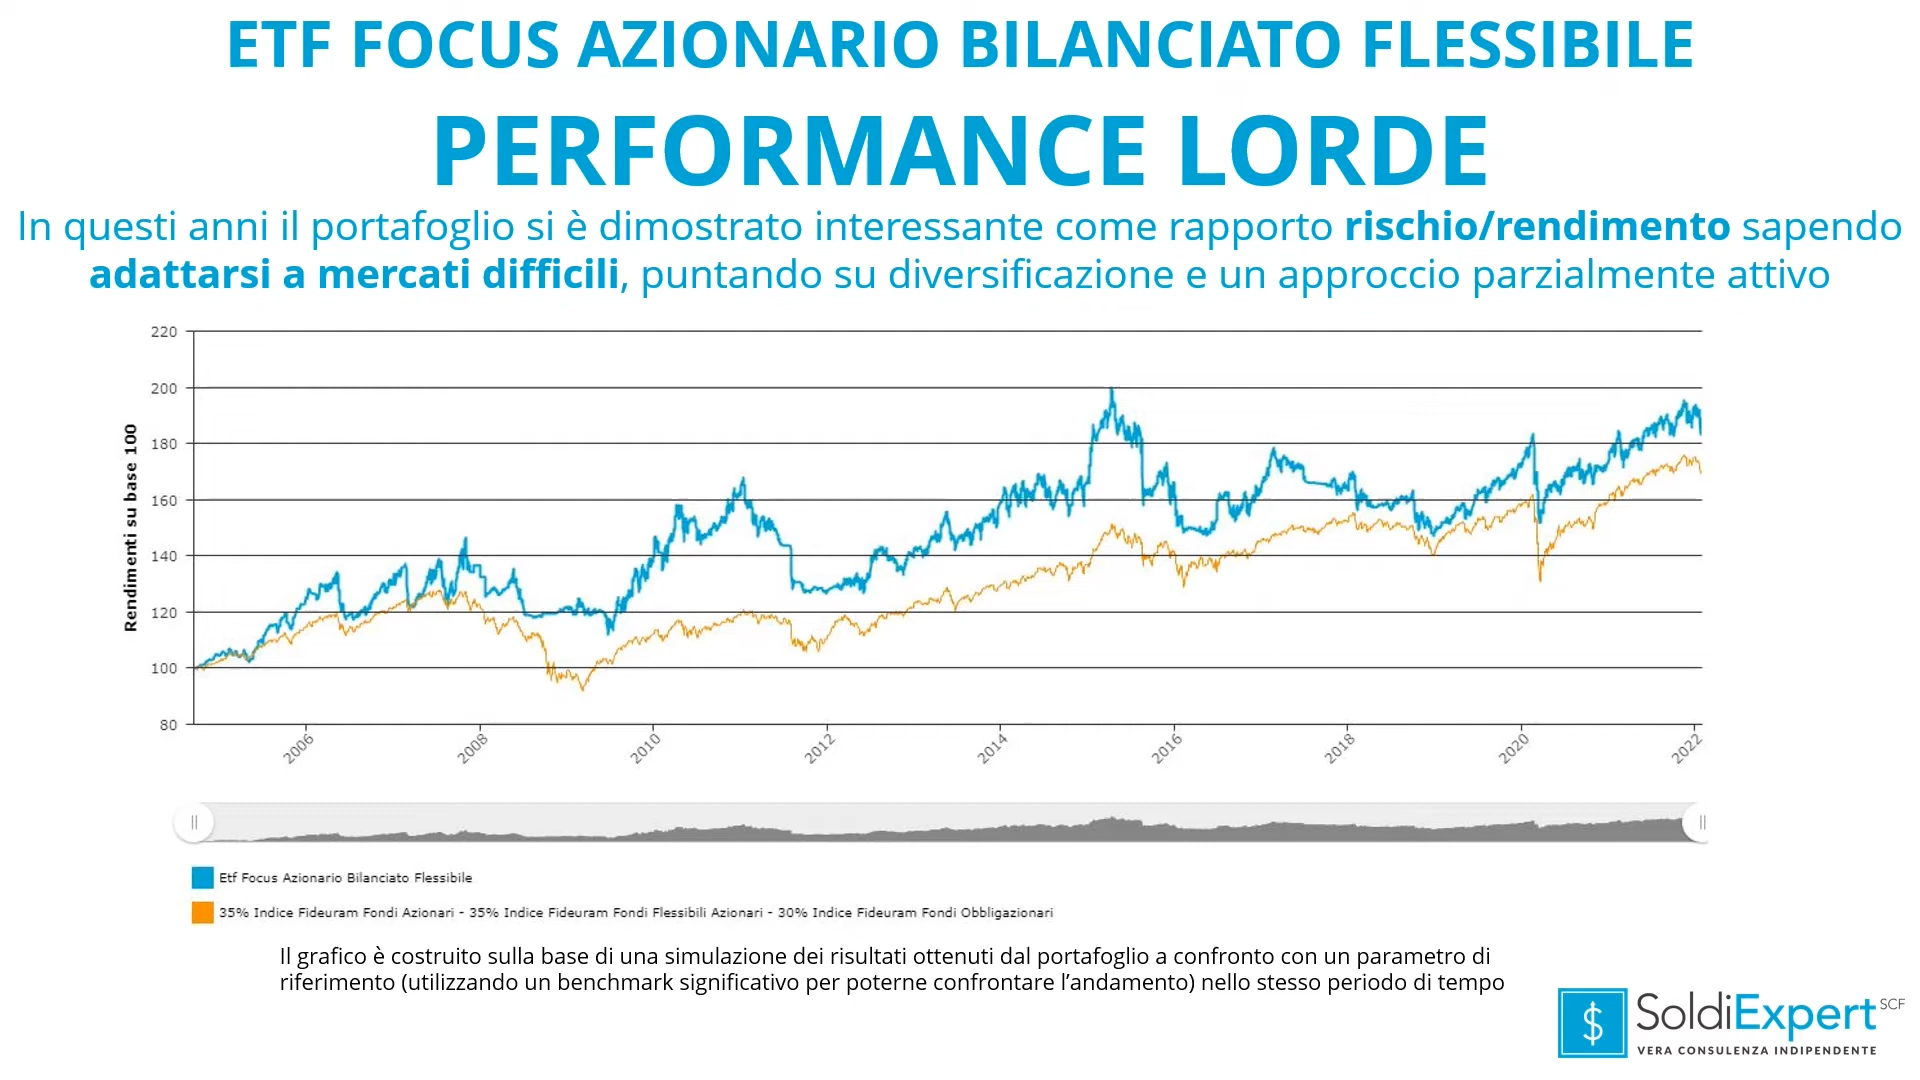 ETF FOCUS AZIONARIO BILANCIATO FLESSIBILE
PERFORMANCE LORDE
In questi anni il portafoglio si è dimostrato interessante come rapporto rischio/rendimento sapendo
adattarsi a mercati difficili, puntando su diversificazione e un approccio parzialmente attivo
Rendimenti su base 100
220
200
180
160
140
120
100
80
2006
2008
2010
2012
2014
2016
2018
2020
2022
Etf Focus Azionario Bilanciato Flessibile
35% Indice Fideuram Fondi Azionari - 35% Indice Fideuram Fondi Flessibili Azionari - 30% Indice Fideuram Fondi Obbligazionari
Il grafico è costruito sulla base di una simulazione dei risultati ottenuti dal portafoglio a confronto con un parametro di
riferimento (utilizzando un benchmark significativo per poterne confrontare l’andamento) nello stesso periodo di tempo
$ SoldiExpert SCF
VERA CONSULENZA INDIPENDENTE